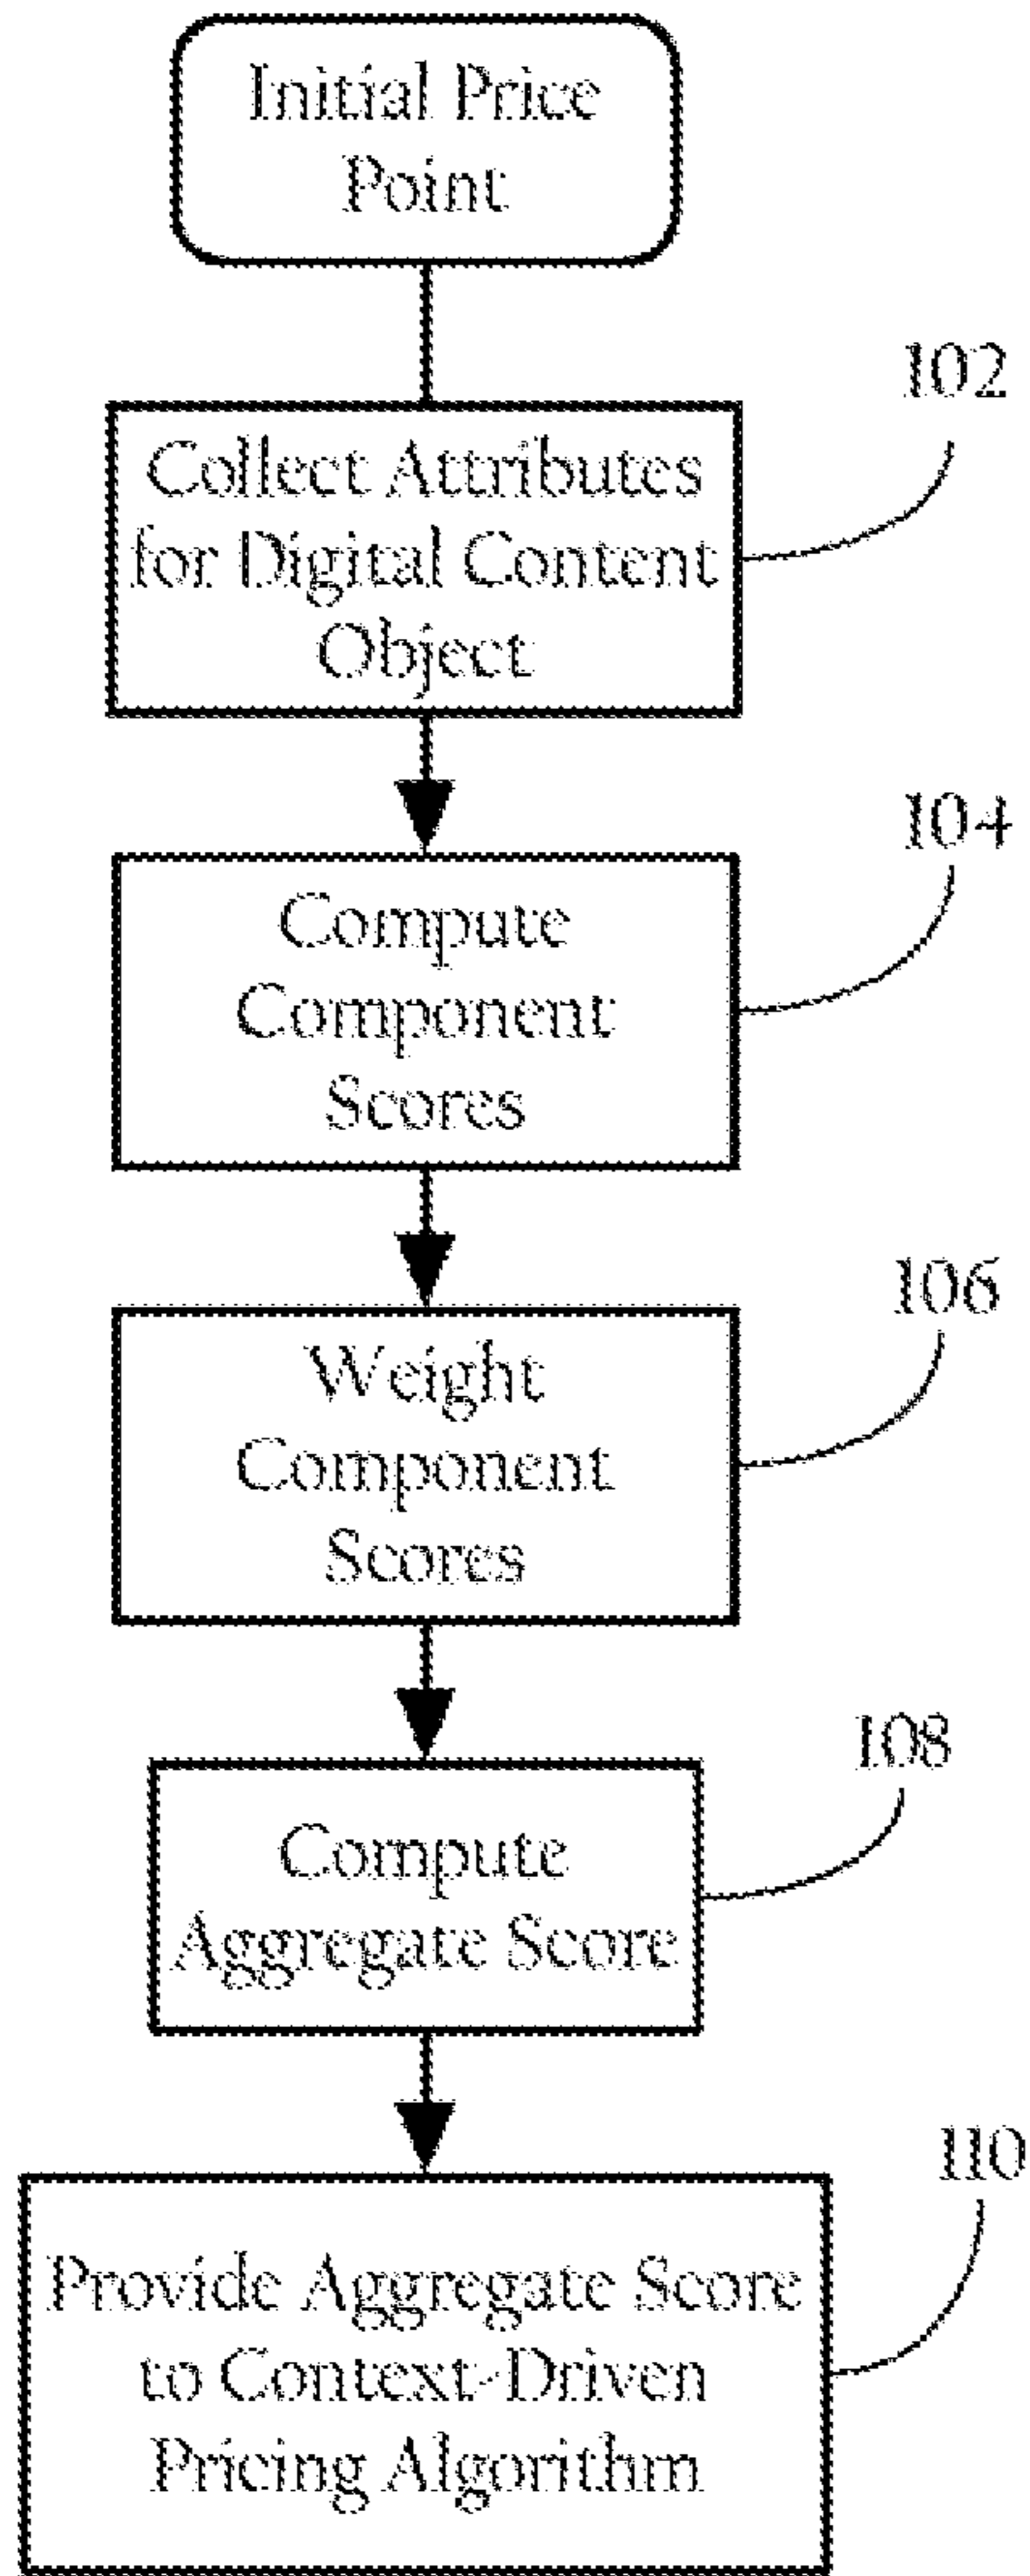 Initial Price
Point
102
Collect Attributes
for Digital Content
Object
104
Compute
Component
Scores
106
Weight
Component
Scores
108
Compute
Aggregate Score
110
Provide Aggregate Score
to Context-Driven
Pricing Algorithm